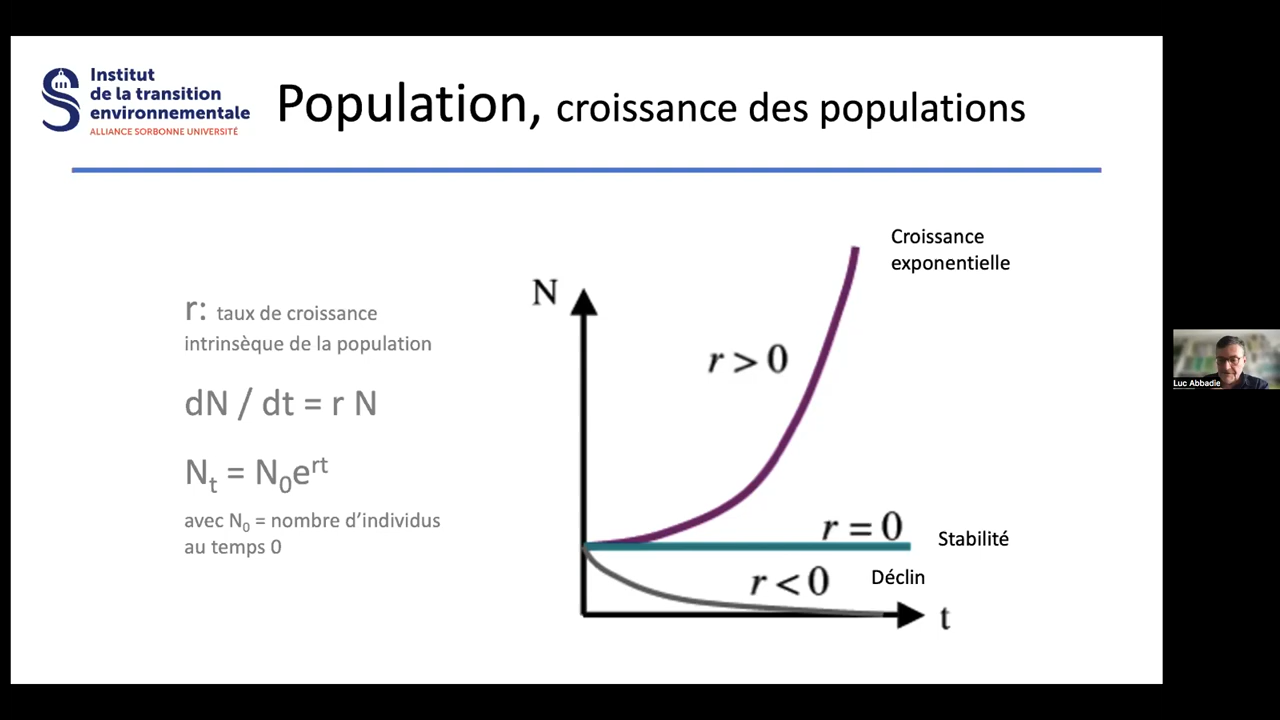 Institut
de la transition
environnementale
ALLIANCE SORBONNE UNIVERSITÉ
Population, croissance des populations
r: taux de croissance
intrinsèque de la population
dN / dt = r N
Nₜ = N₀eʳᵗ
avec N₀ = nombre d’individus
au temps 0
Croissance
exponentielle
N
r > 0
r = 0
Stabilité
r < 0
Déclin
t
Luc Abbadie